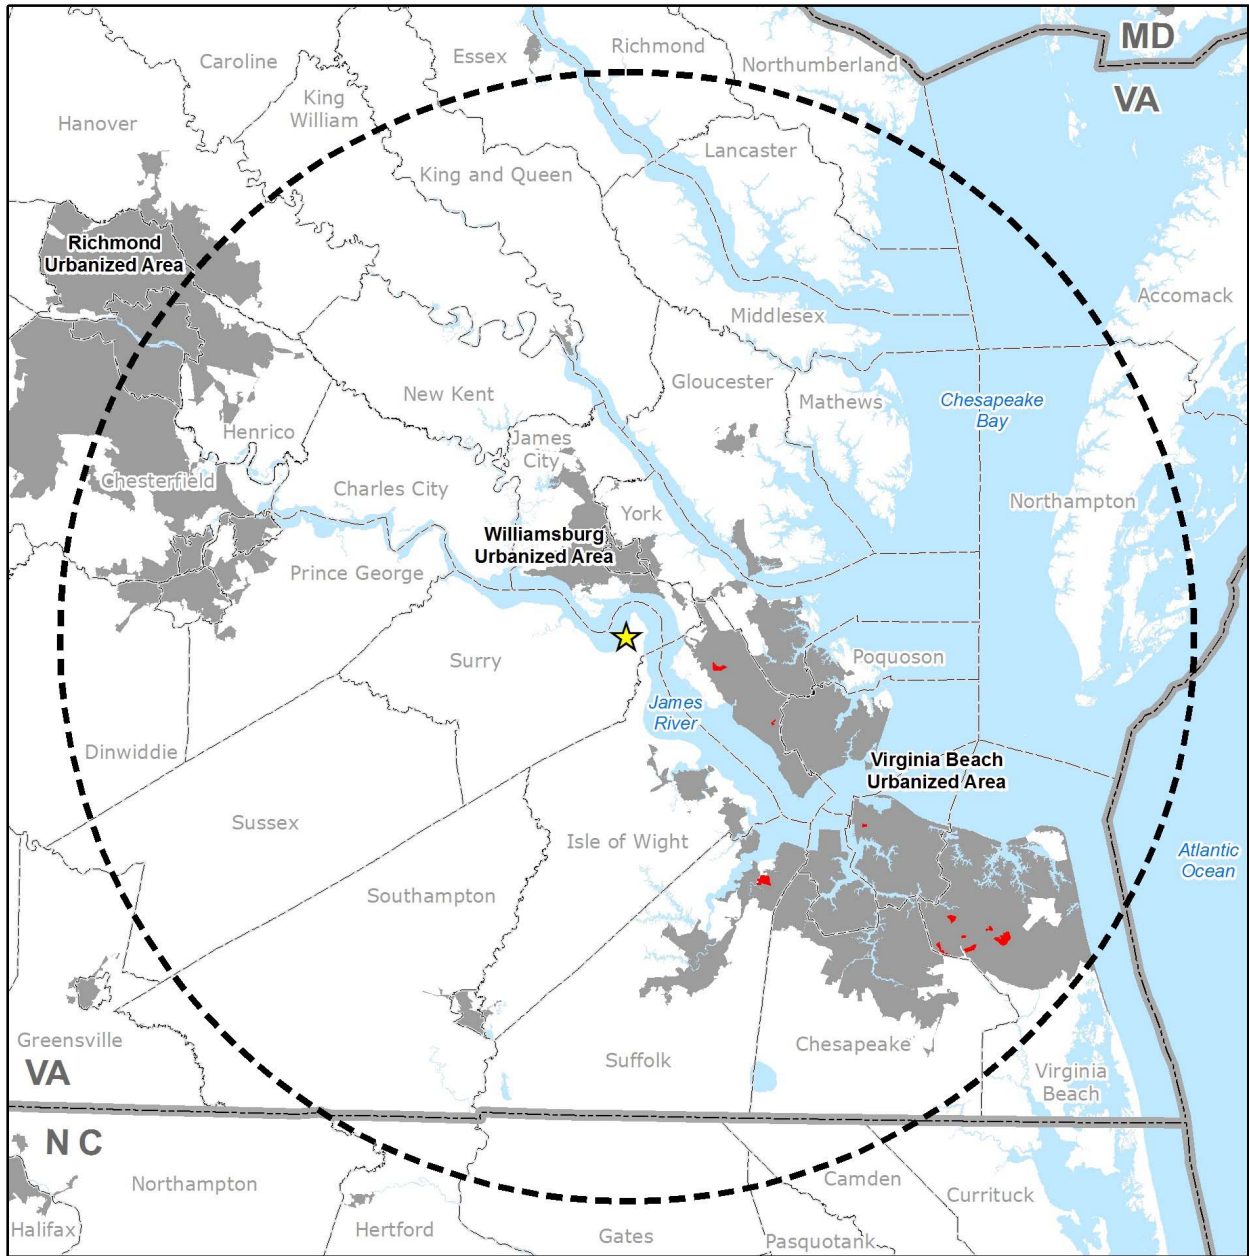 MD
VA
Essex
Richmond
Northumberland
Caroline
King
William
Hanover
Lancaster
King and Queen
Richmond
Urbanized Area
Accomack
Middlesex
Gloucester
New Kent
Mathews
Chesapeake
Bay
Henrico
James
City
Chesterfield
Charles City
Northampton
York
Williamsburg
Urbanized Area
Prince George
Surry
Poquoson
James
River
Dinwiddie
Virginia Beach
Urbanized Area
Sussex
Isle of Wight
Atlantic
Ocean
Southampton
Greensville
Chesapeake
Suffolk
Virginia
Beach
VA
NC
Northampton
Camden
Currituck
Halifax
Hertford
Gates
Pasquotank